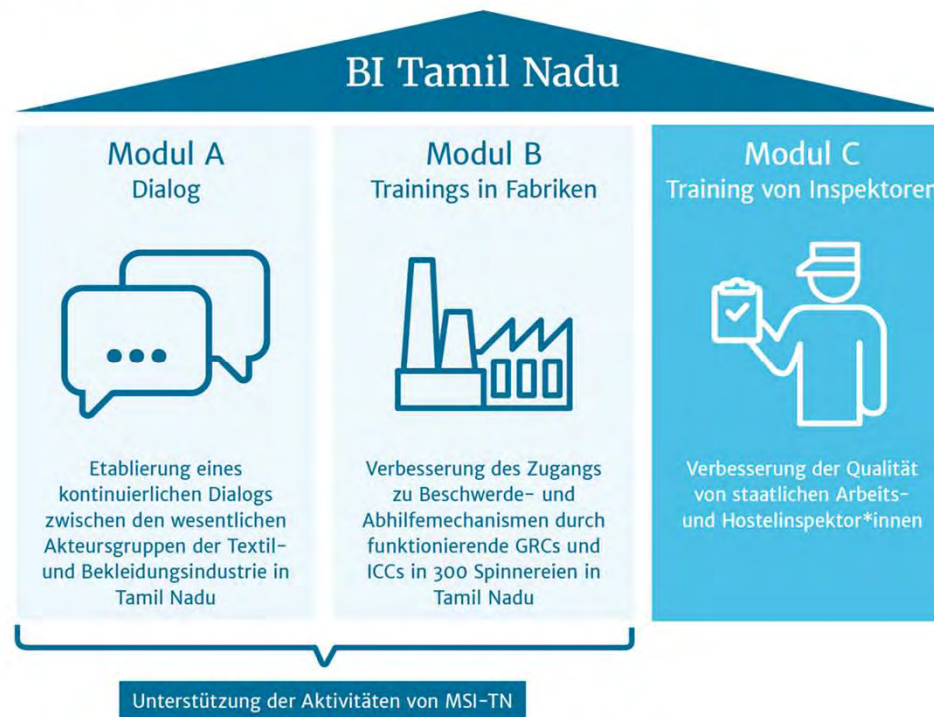 BI Tamil Nadu
Modul A
Dialog
Etablierung eines
kontinuierlichen Dialogs
zwischen den wesentlichen
Akteursgruppen der Textil-
und Bekleidungsindustrie in
Tamil Nadu
Modul B
Trainings in Fabriken
Verbesserung des Zugangs
zu Beschwerde- und
Abhilfemechanismen durch
funktionierende GRCs und
ICCs in 300 Spinnereien in
Tamil Nadu
Modul C
Training von Inspektoren
Verbesserung der Qualität
von staatlichen Arbeits-
und Hostelinspektor*innen
Unterstützung der Aktivitäten von MSI-TN